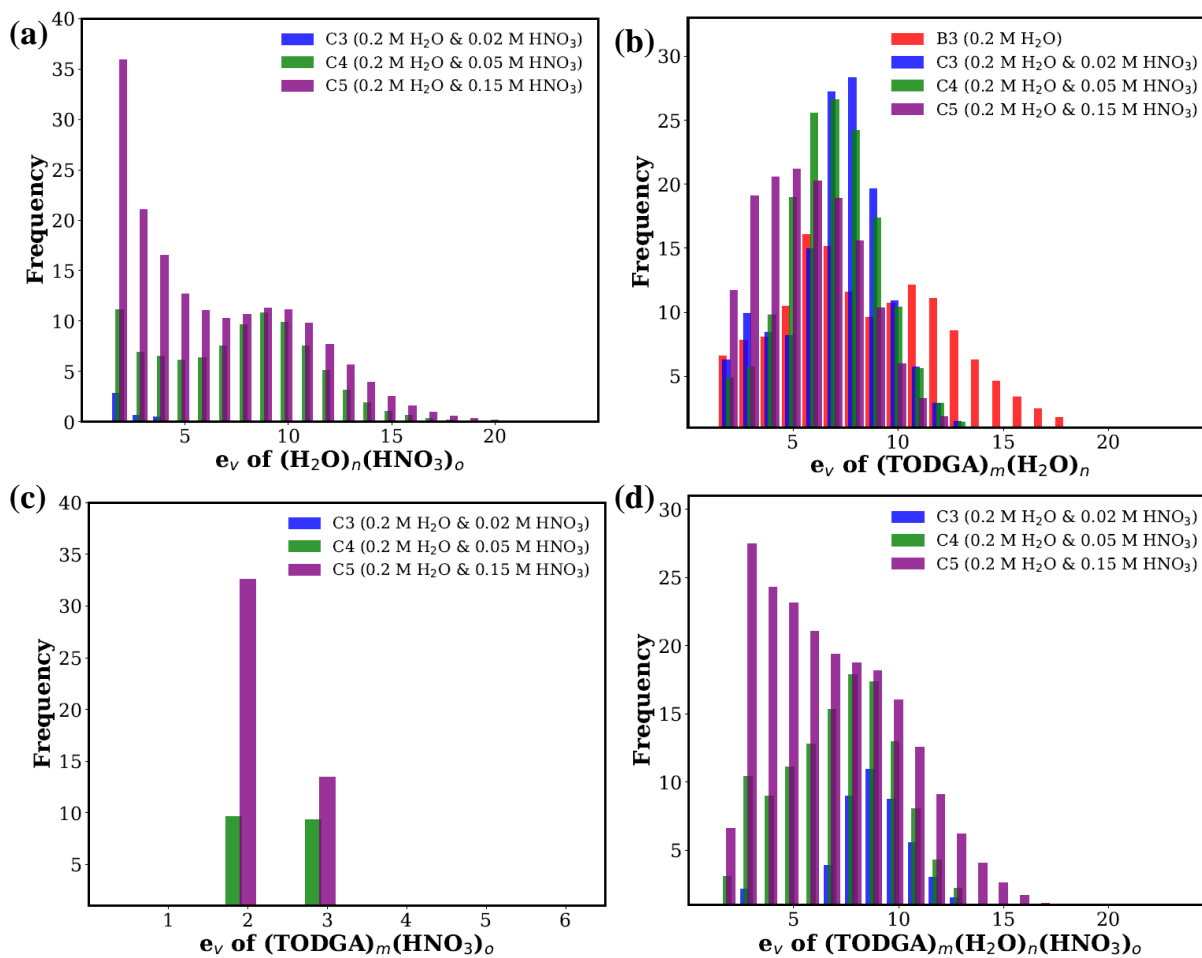 (a)
C3 (0.2 M H₂O & 0.02 M HNO₃)
C4 (0.2 M H₂O & 0.05 M HNO₃)
C5 (0.2 M H₂O & 0.15 M HNO₃)
Frequency
40
35
30
25
20
15
10
5
0
5
10
15
20
eᵥ of (H₂O)ₙ(HNO₃)ₒ
(b)
B3 (0.2 M H₂O)
C3 (0.2 M H₂O & 0.02 M HNO₃)
C4 (0.2 M H₂O & 0.05 M HNO₃)
C5 (0.2 M H₂O & 0.15 M HNO₃)
Frequency
30
25
20
15
10
5
5
10
15
20
eᵥ of (TODGA)ₘ(H₂O)ₙ
(c)
C3 (0.2 M H₂O & 0.02 M HNO₃)
C4 (0.2 M H₂O & 0.05 M HNO₃)
C5 (0.2 M H₂O & 0.15 M HNO₃)
Frequency
40
35
30
25
20
15
10
5
1
2
3
4
5
6
eᵥ of (TODGA)ₘ(HNO₃)ₒ
(d)
C3 (0.2 M H₂O & 0.02 M HNO₃)
C4 (0.2 M H₂O & 0.05 M HNO₃)
C5 (0.2 M H₂O & 0.15 M HNO₃)
Frequency
30
25
20
15
10
5
5
10
15
20
eᵥ of (TODGA)ₘ(H₂O)ₙ(HNO₃)ₒ